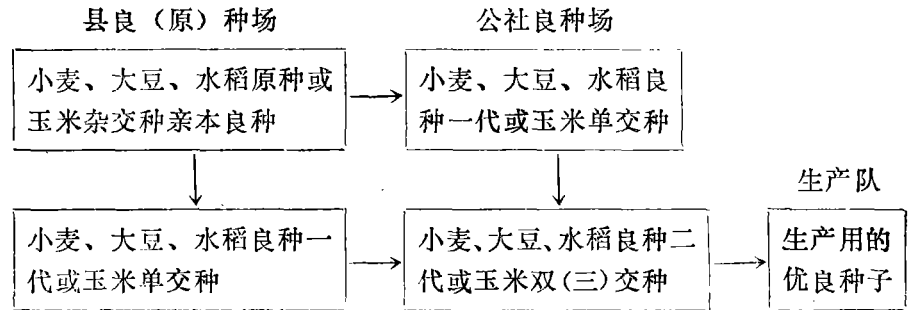 县良（原）种场
公社良种场
小麦、大豆、水稻原种或
玉米杂交种亲本良种
小麦、大豆、水稻良
种一代或玉米单交种
生产队
小麦、大豆、水稻良种一
代或玉米单交种
小麦、大豆、水稻良种二
代或玉米双(三)交种
生产用的
优良种子